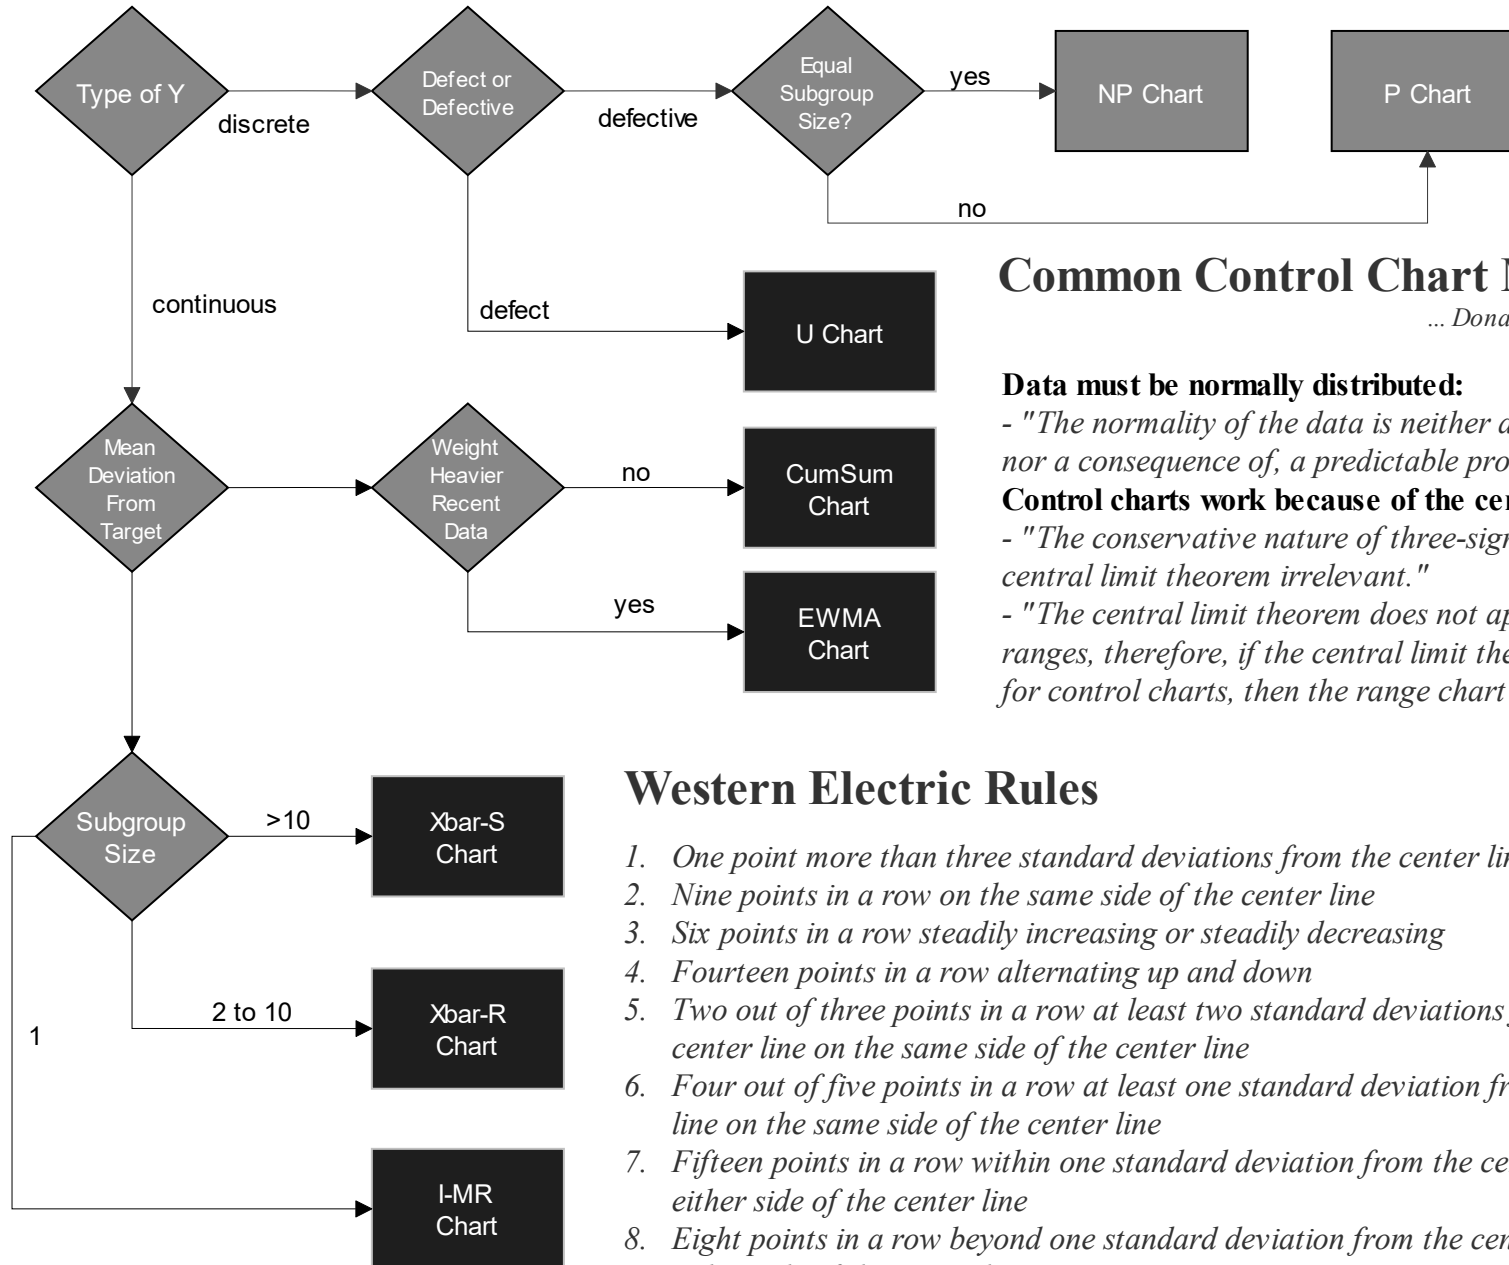 Type of Y
discrete
Defect or
Defective
defective
Equal
Subgroup
Size?
yes
NP Chart
P Chart
no
continuous
defect
U Chart
Mean
Deviation
From
Target
Weight
Heavier
Recent
Data
no
CumSum
Chart
yes
EWMA
Chart
Subgroup
Size
>10
Xbar-S
Chart
2 to 10
Xbar-R
Chart
1
I-MR
Chart
Common Control Chart
...
Data must be normally distributed:
- "The normality of the data is neither
nor a consequence of, a predictable
Control charts work because of the
- "The conservative nature of
central limit theorem irrelevant."
- "The central limit theorem does not
ranges, therefore, if the central limit
for control charts, then the range chart
Western Electric Rules
1. One point more than three standard deviations from the center
2. Nine points in a row on the same side of the center line
3. Six points in a row steadily increasing or steadily decreasing
4. Fourteen points in a row alternating up and down
5. Two out of three points in a row at least two standard deviations
center line on the same side of the center line
6. Four out of five points in a row at least one standard deviation
line on the same side of the center line
7. Fifteen points in a row within one standard deviation from the
either side of the center line
8. Eight points in a row beyond one standard deviation from the